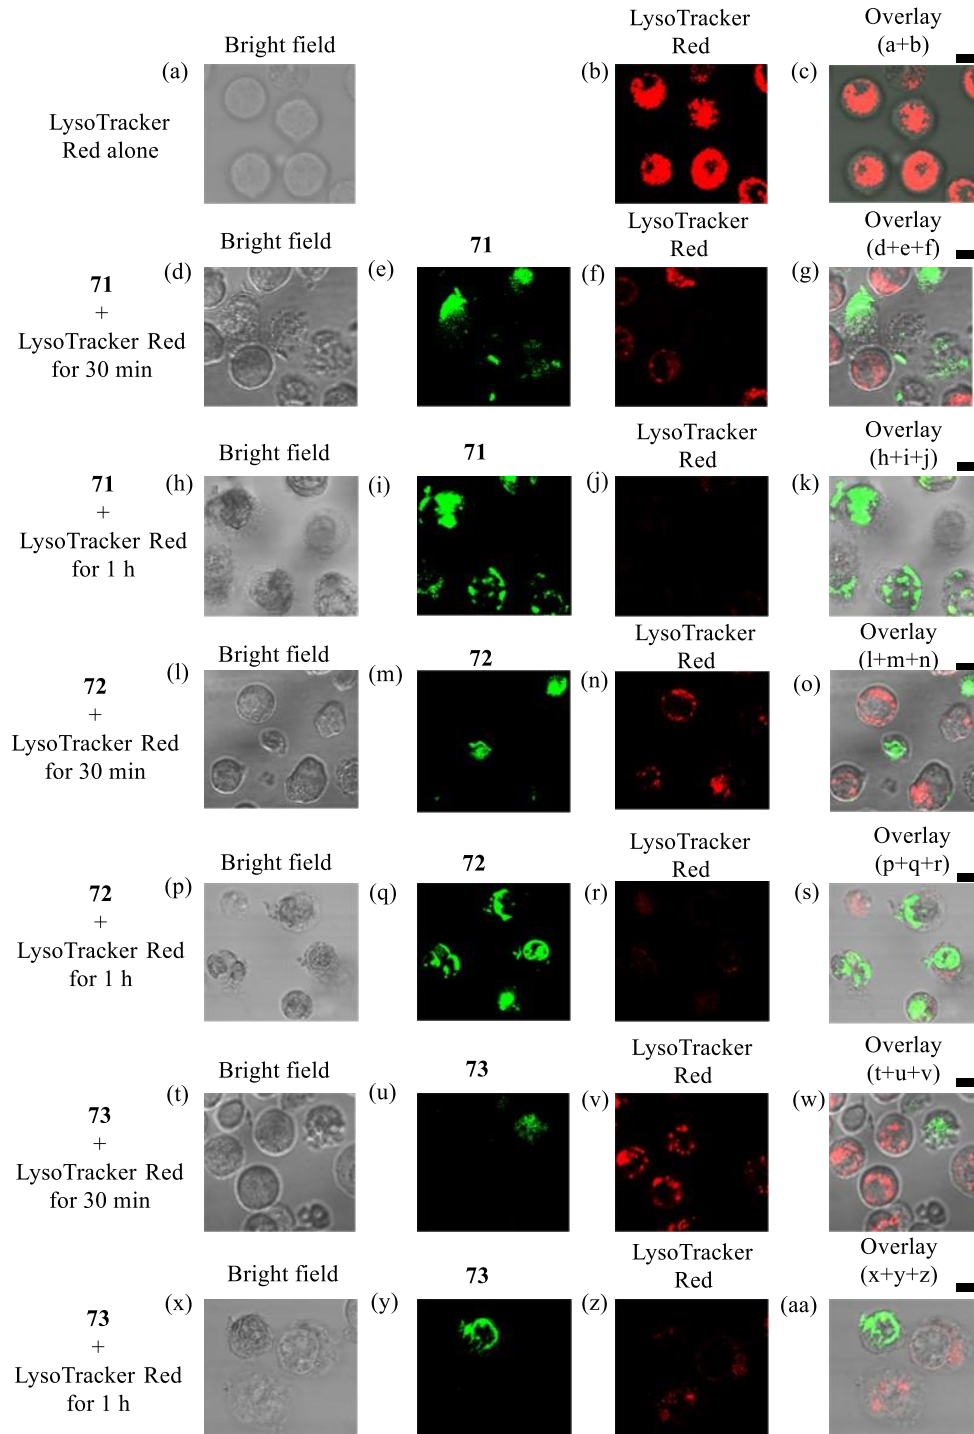 Bright field
LysoTracker
Red
Overlay
(a+b)
(a)
(b)
(c)
LysoTracker
Red alone
Bright field
71
LysoTracker
Red
Overlay
(d+e+f)
(d)
(e)
(f)
(g)
71
+
LysoTracker Red
for 30 min
Bright field
71
LysoTracker
Red
Overlay
(h+i+j)
(h)
(i)
(j)
(k)
71
+
LysoTracker Red
for 1 h
Bright field
72
LysoTracker
Red
Overlay
(l+m+n)
(l)
(m)
(n)
(o)
72
+
LysoTracker Red
for 30 min
Bright field
72
LysoTracker
Red
Overlay
(p+q+r)
(p)
(q)
(r)
(s)
72
+
LysoTracker Red
for 1 h
Bright field
73
LysoTracker
Red
Overlay
(t+u+v)
(t)
(u)
(v)
(w)
73
+
LysoTracker Red
for 30 min
Bright field
73
LysoTracker
Red
Overlay
(x+y+z)
(x)
(y)
(z)
(aa)
73
+
LysoTracker Red
for 1 h